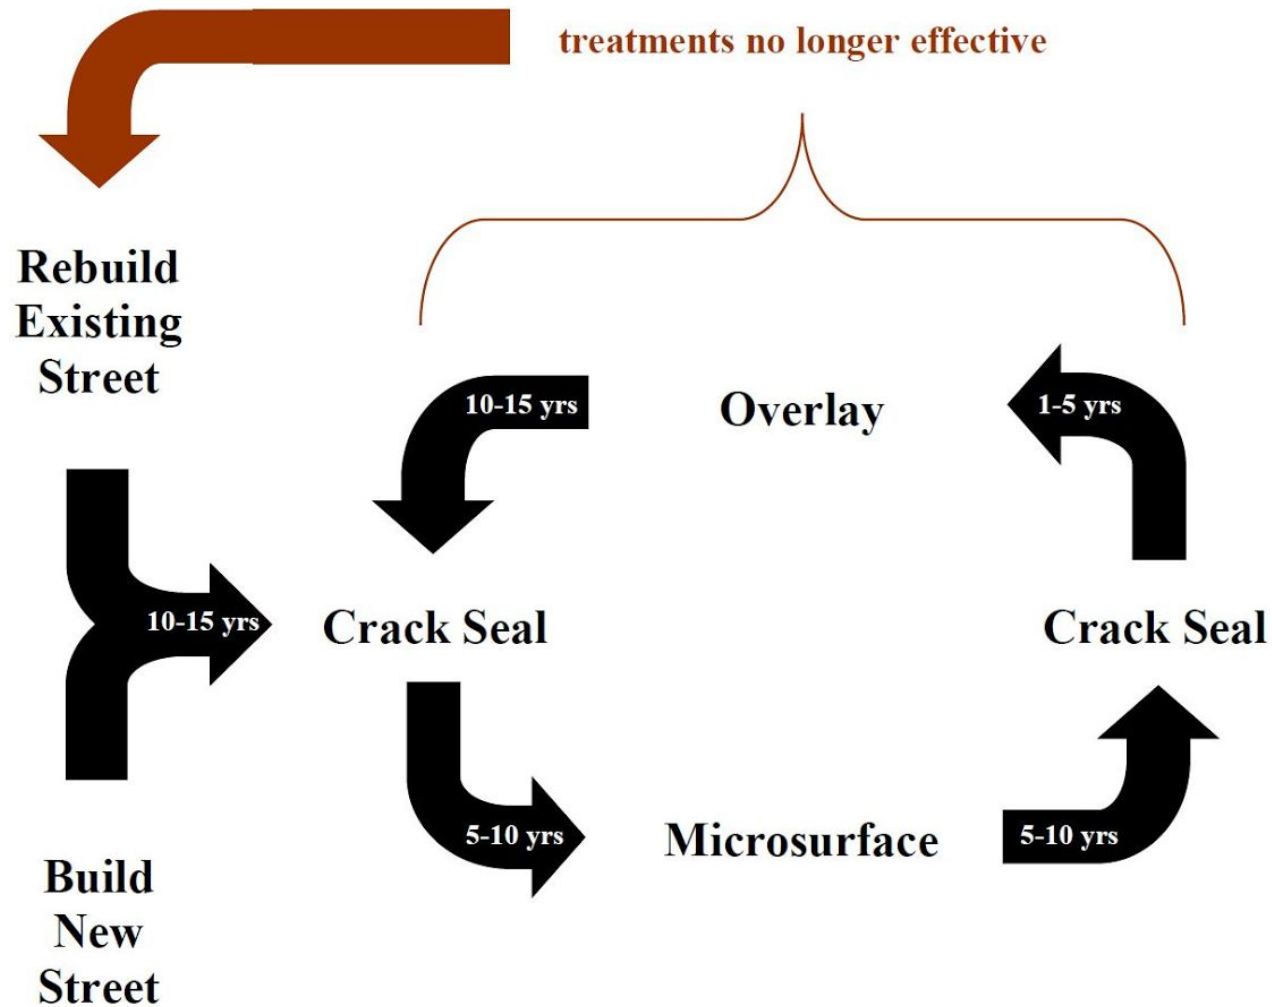 treatments no longer effective
Rebuild
Existing
Street
10-15 yrs
Overlay
1-5 yrs
10-15 yrs
Crack Seal
Crack Seal
5-10 yrs
Microsurface
5-10 yrs
Build
New
Street